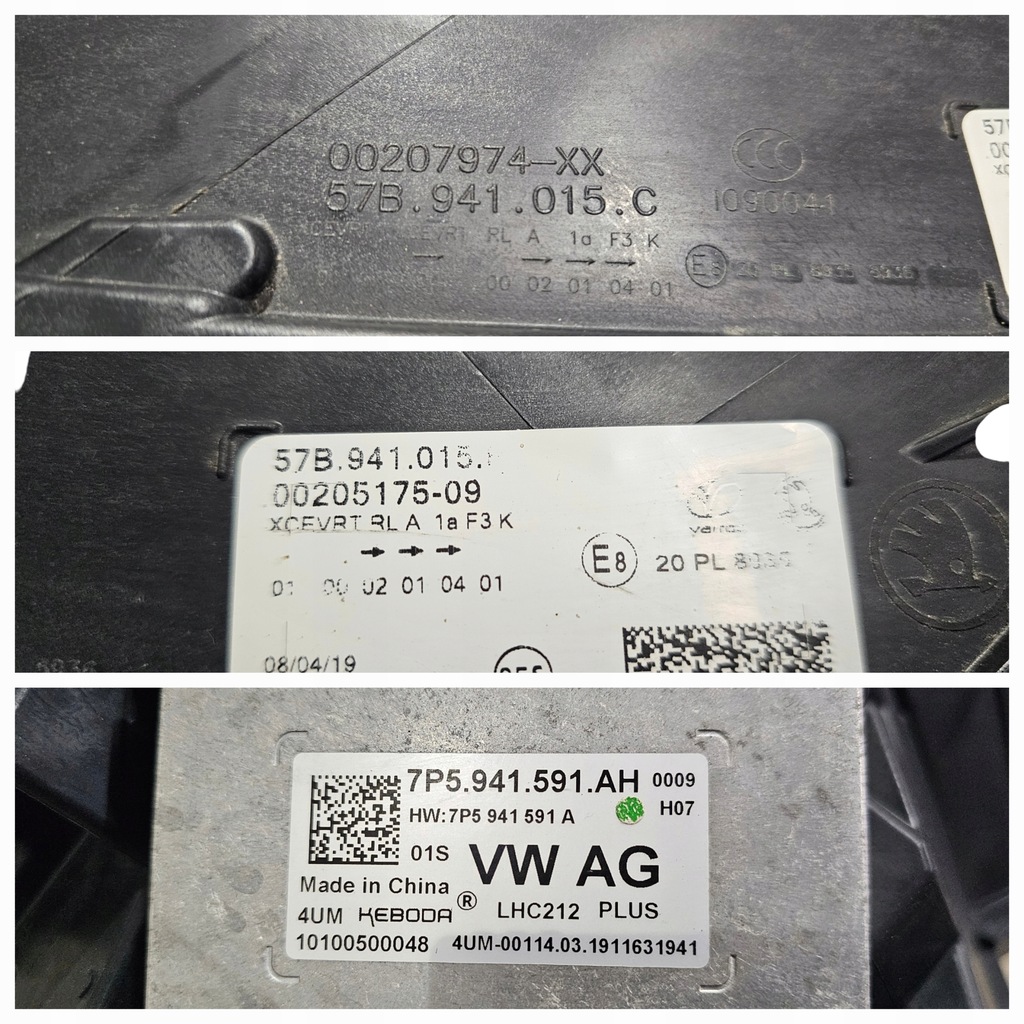 00207974-XX
57B.941.015.C
1090041
EVRT RL A 1a F3 K
E8
00 02 01 04 01
57B.941.015.
00205175-09
XCEVRT RL A 1a F3 K
01 00 02 01 04 01
E8 20 PL
08/04/19
8036
7P5.941.591.AH 0009
HW:7P5 941 591 A H07
01S VW AG
Made in China
4UM KEBODA® LHC212 PLUS
10100500048 4UM-00114.03.1911631941